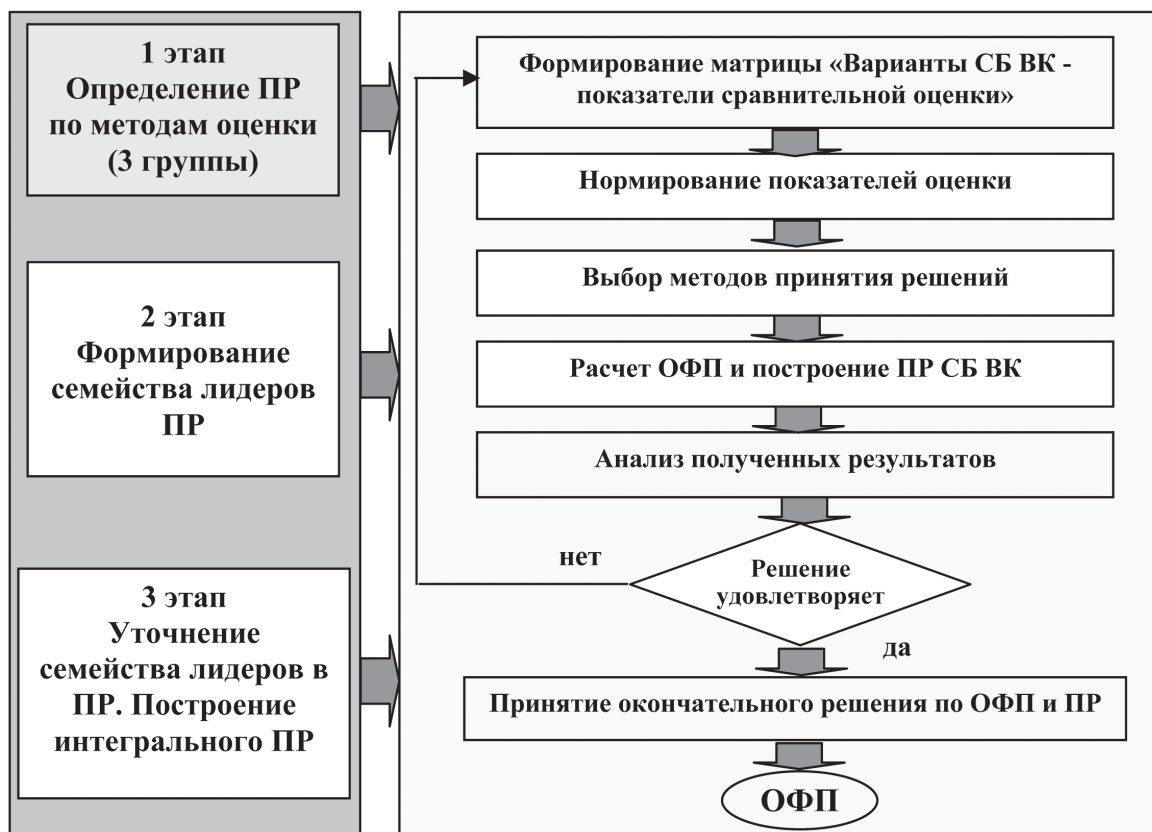 1 этап
Определение ПР
по методам оценки
(3 группы)
2 этап
Формирование
семейства лидеров
ПР
3 этап
Уточнение
семейства лидеров в
ПР. Построение
интегрального ПР
Формирование матрицы «Варианты СБ ВК -
показатели сравнительной оценки»
Нормирование показателей оценки
Выбор методов принятия решений
Расчет ОФП и построение ПР СБ ВК
Анализ полученных результатов
нет
Решение
удовлетворяет
да
Принятие окончательного решения по ОФП и ПР
ОФП